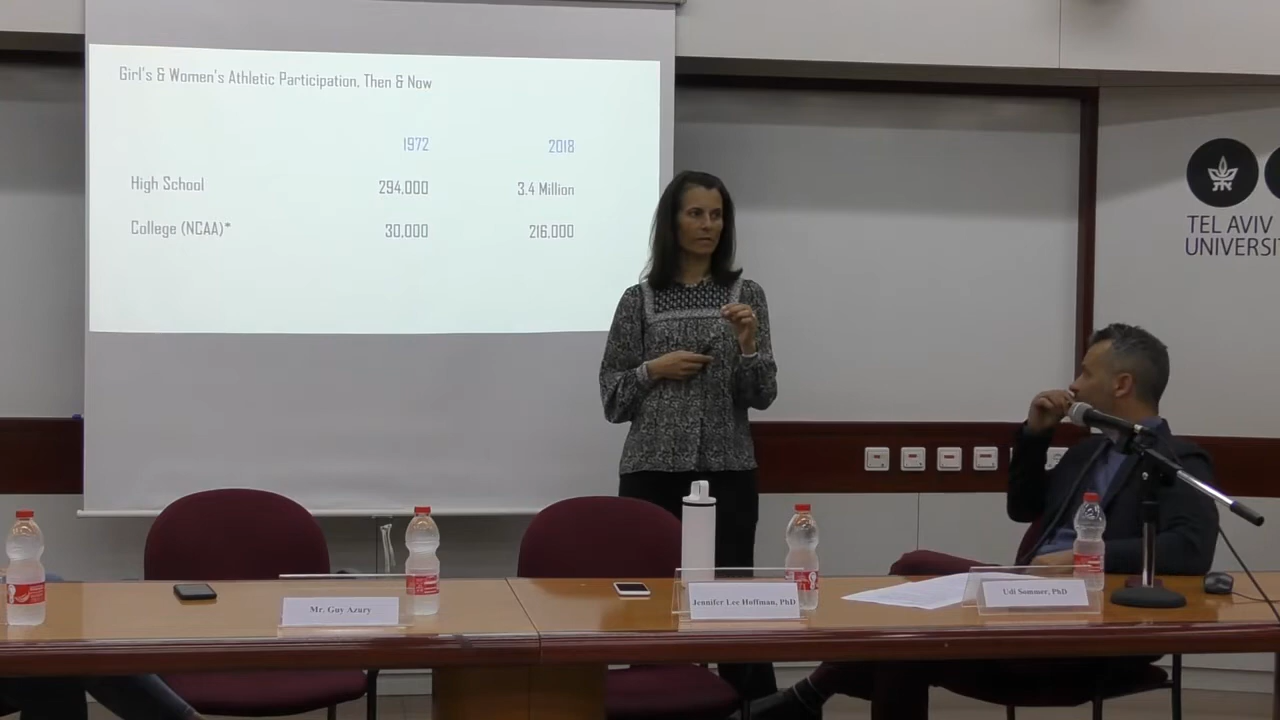 Girl's & Women's Athletic Participation, Then & Now
1972 2018
High School 294,000 3.4 Million
College (NCAA)* 30,000 216,000
TEL AVIV
UNIVERSI
Mr. Guy Azury
Jennifer Lee Hoffman, PhD
Udi Sommer, PhD